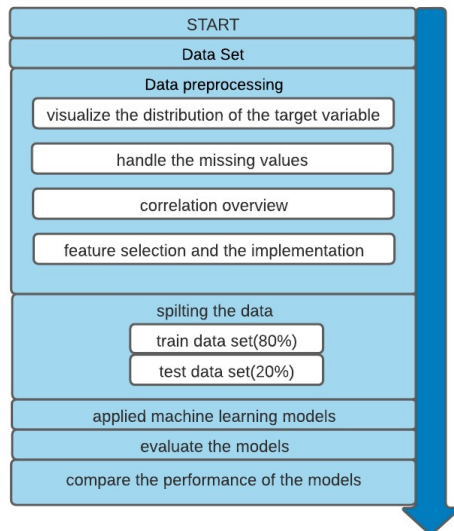 START
Data Set
Data preprocessing
visualize the distribution of the target variable
handle the missing values
correlation overview
feature selection and the implementation
spilting the data
train data set(80%)
test data set(20%)
applied machine learning models
evaluate the models
compare the performance of the models